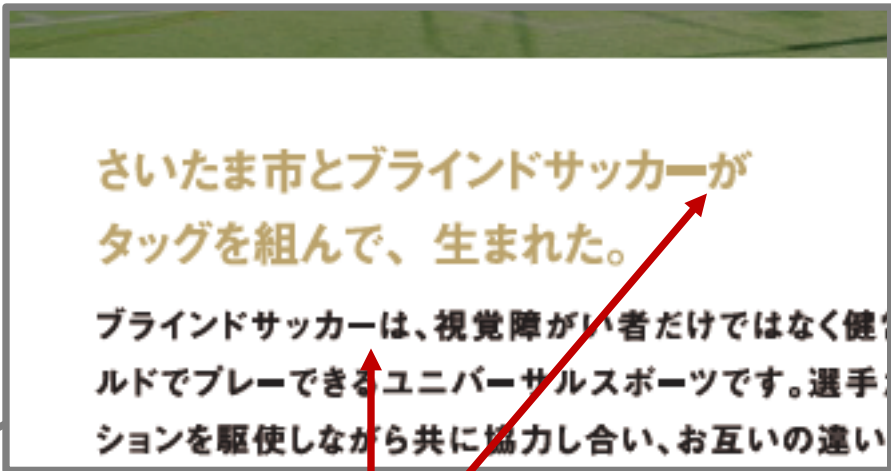 さいたま市とブラインドサッカーが
タッグを組んで、生まれた。
ブラインドサッカーは、視覚障がい者だけではなく健
ルドでプレーできるユニバーサルスポーツです。選手
ションを駆使しながら共に協力し合い、お互いの違い